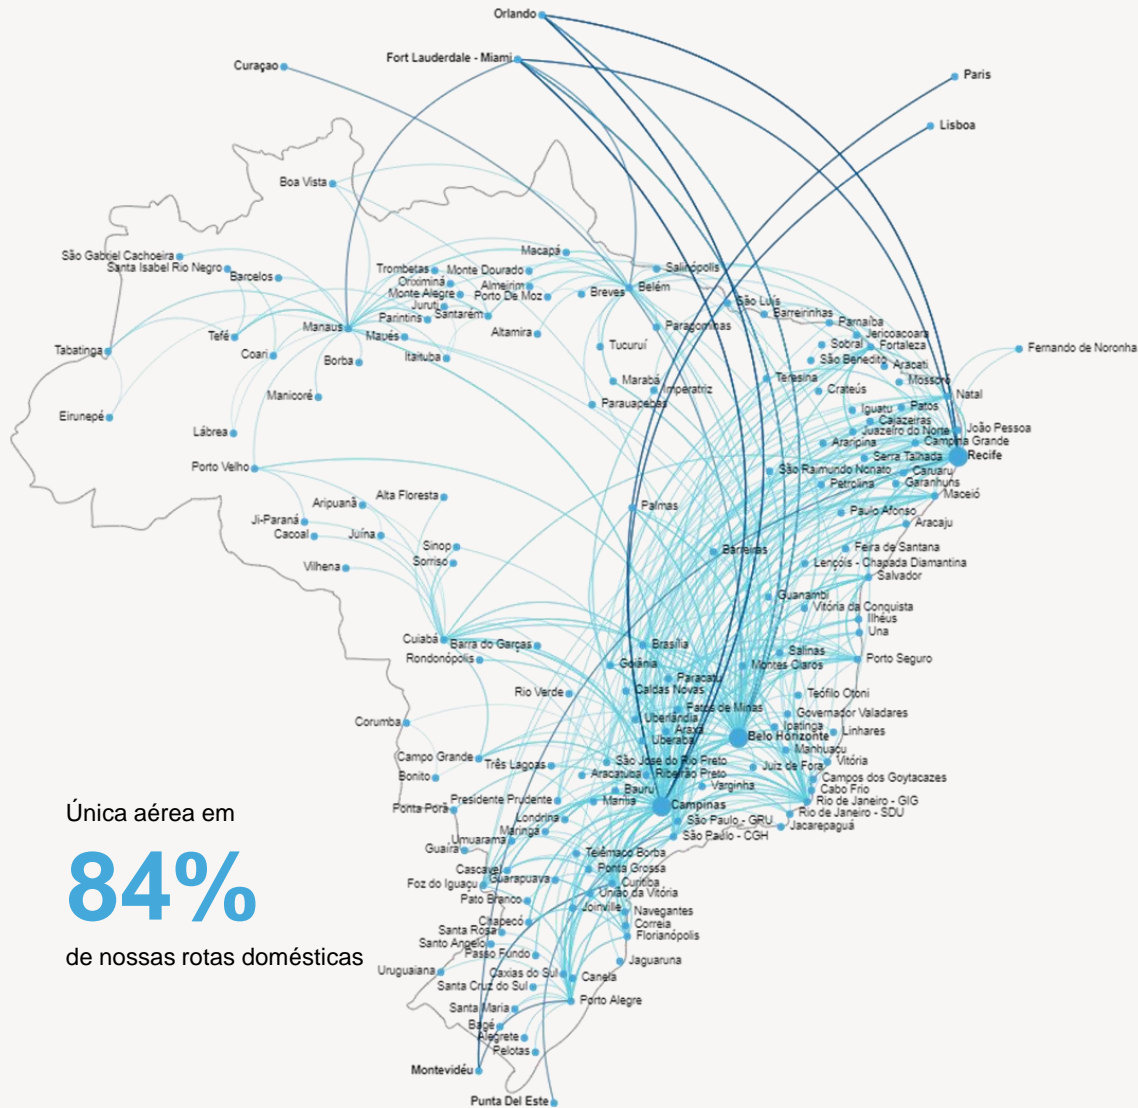 Orlando
Fort Lauderdale - Miami
Curaçao
Paris
Lisboa
Boa Vista
São Gabriel Cachoeira
Santa Isabel Rio Negro
Barcelos
Macapá
Trombetas
Monte Dourado
Salinópolis
Oriximiná
Almeirim
Monte Alegre
Porto De Moz
Breves
Belém
Juruti
Parintins
Santarem
São Luís
Barreirinhas
Manaus
Maués
Altamira
Paragominas
Parnaíba
Tefé
Jericoacoara
Tabatinga
Coari
Borba
Itaituba
Tucuruí
Sobral
Fortaleza
Fernando de Noronha
São Benedito
Aracati
Marabá
Imperatriz
Teresina
Mossoró
Crateús
Natal
Manicoré
Parauapebas
Eirunepé
Iguatu
Patos
Cajazeiras
Lábrea
Juazeiro do Norte
João Pessoa
Araripina
Campina Grande
Serra Talhada
Recife
Porto Velho
São Raimundo Nonato
Caruaru
Petrolina
Garanhuns
Alta Floresta
Maceió
Aripuanã
Palmas
Paulo Afonso
Ji-Paraná
Aracaju
Cacoal
Juína
Sinop
Barreiras
Feira de Santana
Sorriso
Lençóis - Chapada Diamantina
Vilhena
Salvador
Guanambi
Vitória da Conquista
Ilhéus
Una
Cuiabá
Barra do Garças
Brasília
Salinas
Rondonópolis
Goiânia
Montes Claros
Porto Seguro
Paracatu
Rio Verde
Caldas Novas
Teófilo Otoni
Patos de Minas
Governador Valadares
Corumba
Uberlândia
Araxá
Ipatinga
Linhares
Uberaba
Belo Horizonte
Manhuaçu
Campo Grande
Três Lagoas
São José do Rio Preto
Juiz de Fora
Vitória
Bonito
Aracatuba
Ribeirão Preto
Campos dos Goytacazes
Bauru
Varginha
Cabo Frio
Presidente Prudente
Marília
Campinas
Rio de Janeiro - GIG
Ponta Porã
Londrina
São Paulo - GRU
Rio de Janeiro - SDU
Maringá
São Paulo - CGH
Jacarepaguá
Umuarama
Guaíra
Telêmaco Borba
Cascavel
Ponta Grossa
Foz do Iguaçu
Guarapuava
Curitiba
União da Vitória
Pato Branco
Joinville
Navegantes
Chapecó
Correia
Santa Rosa
Florianópolis
Santo Angelo
Passo Fundo
Jaguaruna
Uruguaiana
Caxias do Sul
Canela
Santa Cruz do Sul
Porto Alegre
Santa Maria
Bagé
Alegrete
Pelotas
Montevidéu
Punta Del Este
Única aérea em
84%
de nossas rotas domésticas